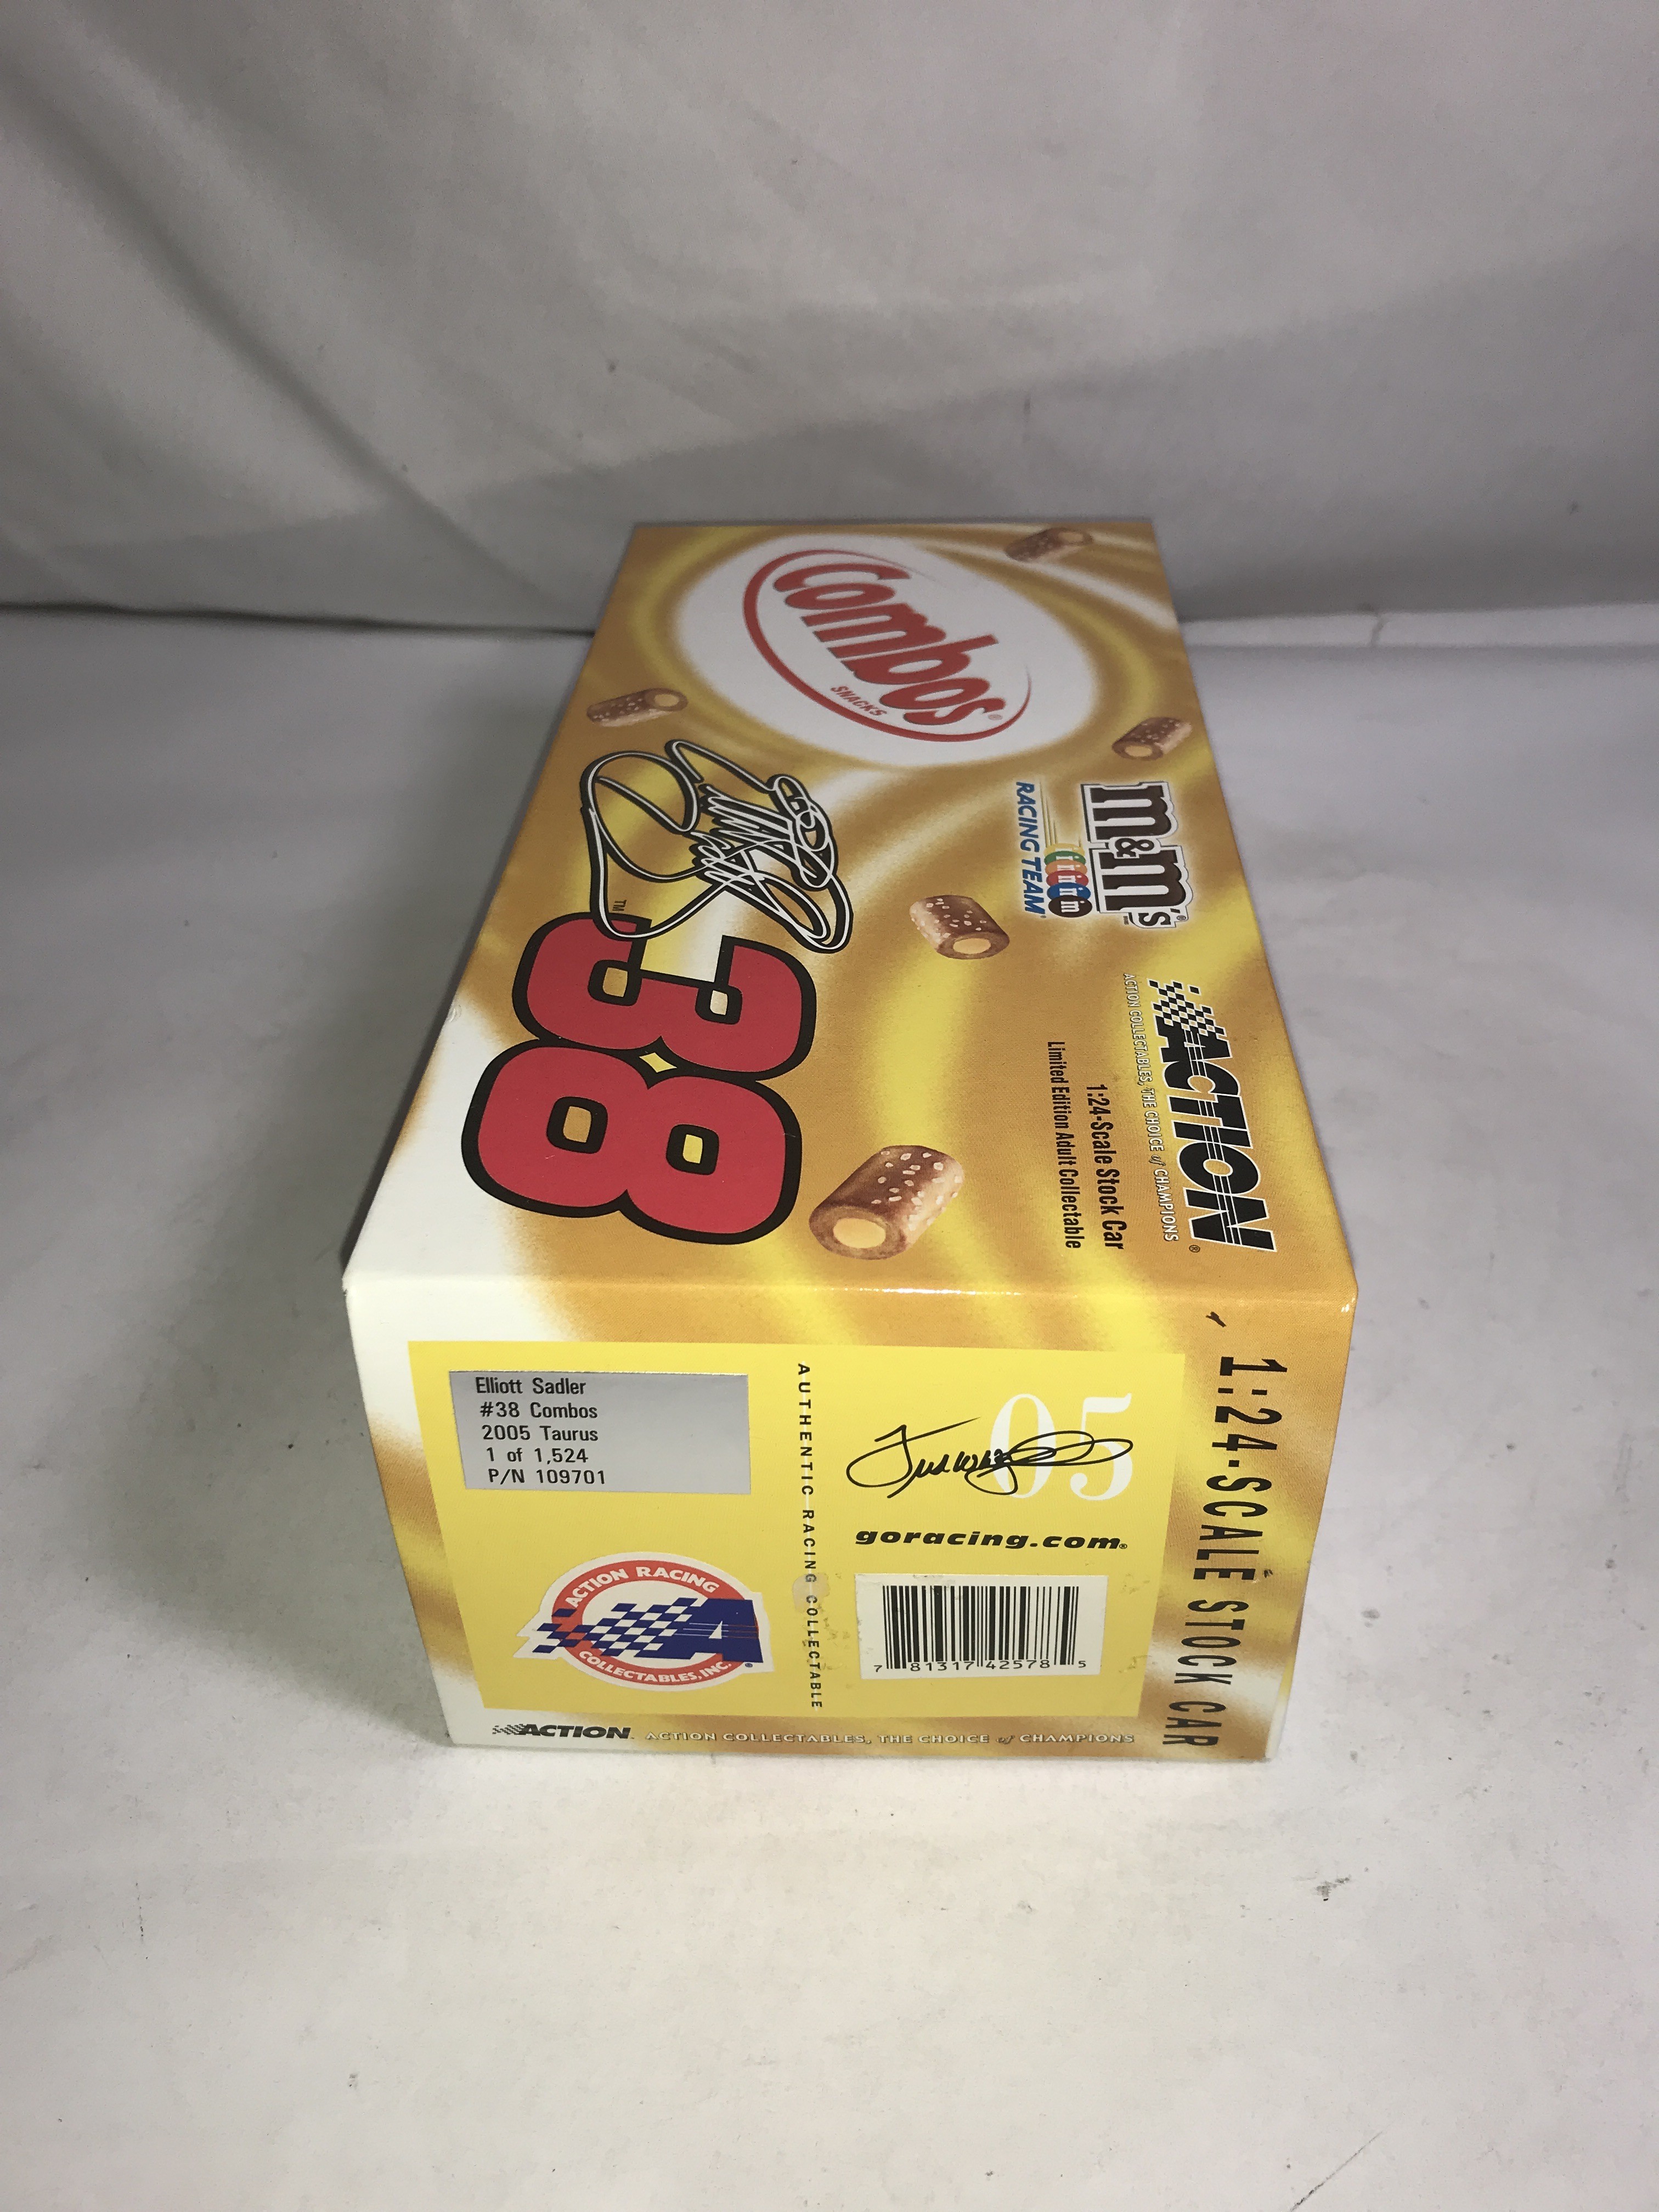 Combos®
SNACKS
m&m's®
RACING TEAM
ACTION®
ACTION COLLECTABLES, THE CHOICE of CHAMPIONS
1:24-Scale Stock Car
Limited Edition Adult Collectable
TM
38
1:24-SCALE STOCK CAR
Elliott Sadler
#38 Combos
2005 Taurus
1 of 1,524
P/N 109701
AUTHENTIC RACING COLLECTABLE
05
goracing.com®
7 81317 42578 5
ACTION RACING
A
COLLECTABLES, INC.
ACTION
ACTION COLLECTABLES, THE CHOICE of CHAMPIONS